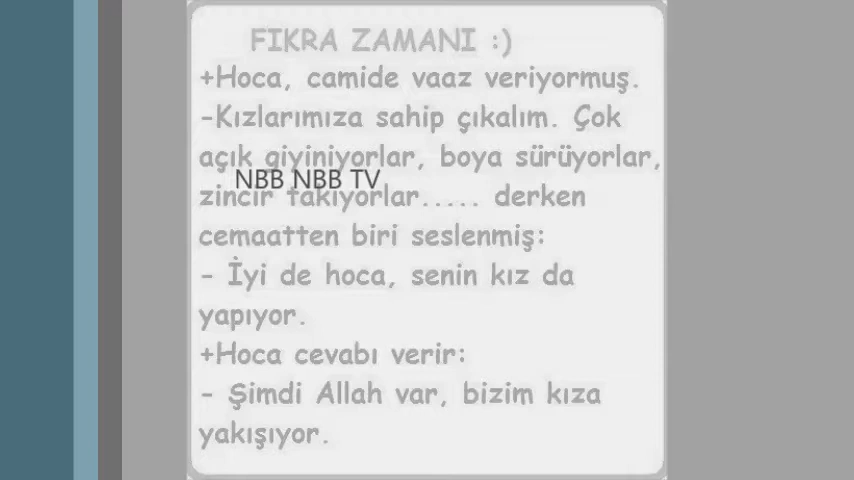 FIKRA ZAMANI :)
+Hoca, camide vaaz veriyormuş.
-Kızlarımıza sahip çıkalım. Çok
açık giyiniyorlar, boya sürüyorlar,
NBB NBB TV
zincir takıyorlar..... derken
cemaatten biri seslenmiş:
- İyi de hoca, senin kız da
yapıyor.
+Hoca cevabı verir:
- Şimdi Allah var, bizim kıza
yakışıyor.